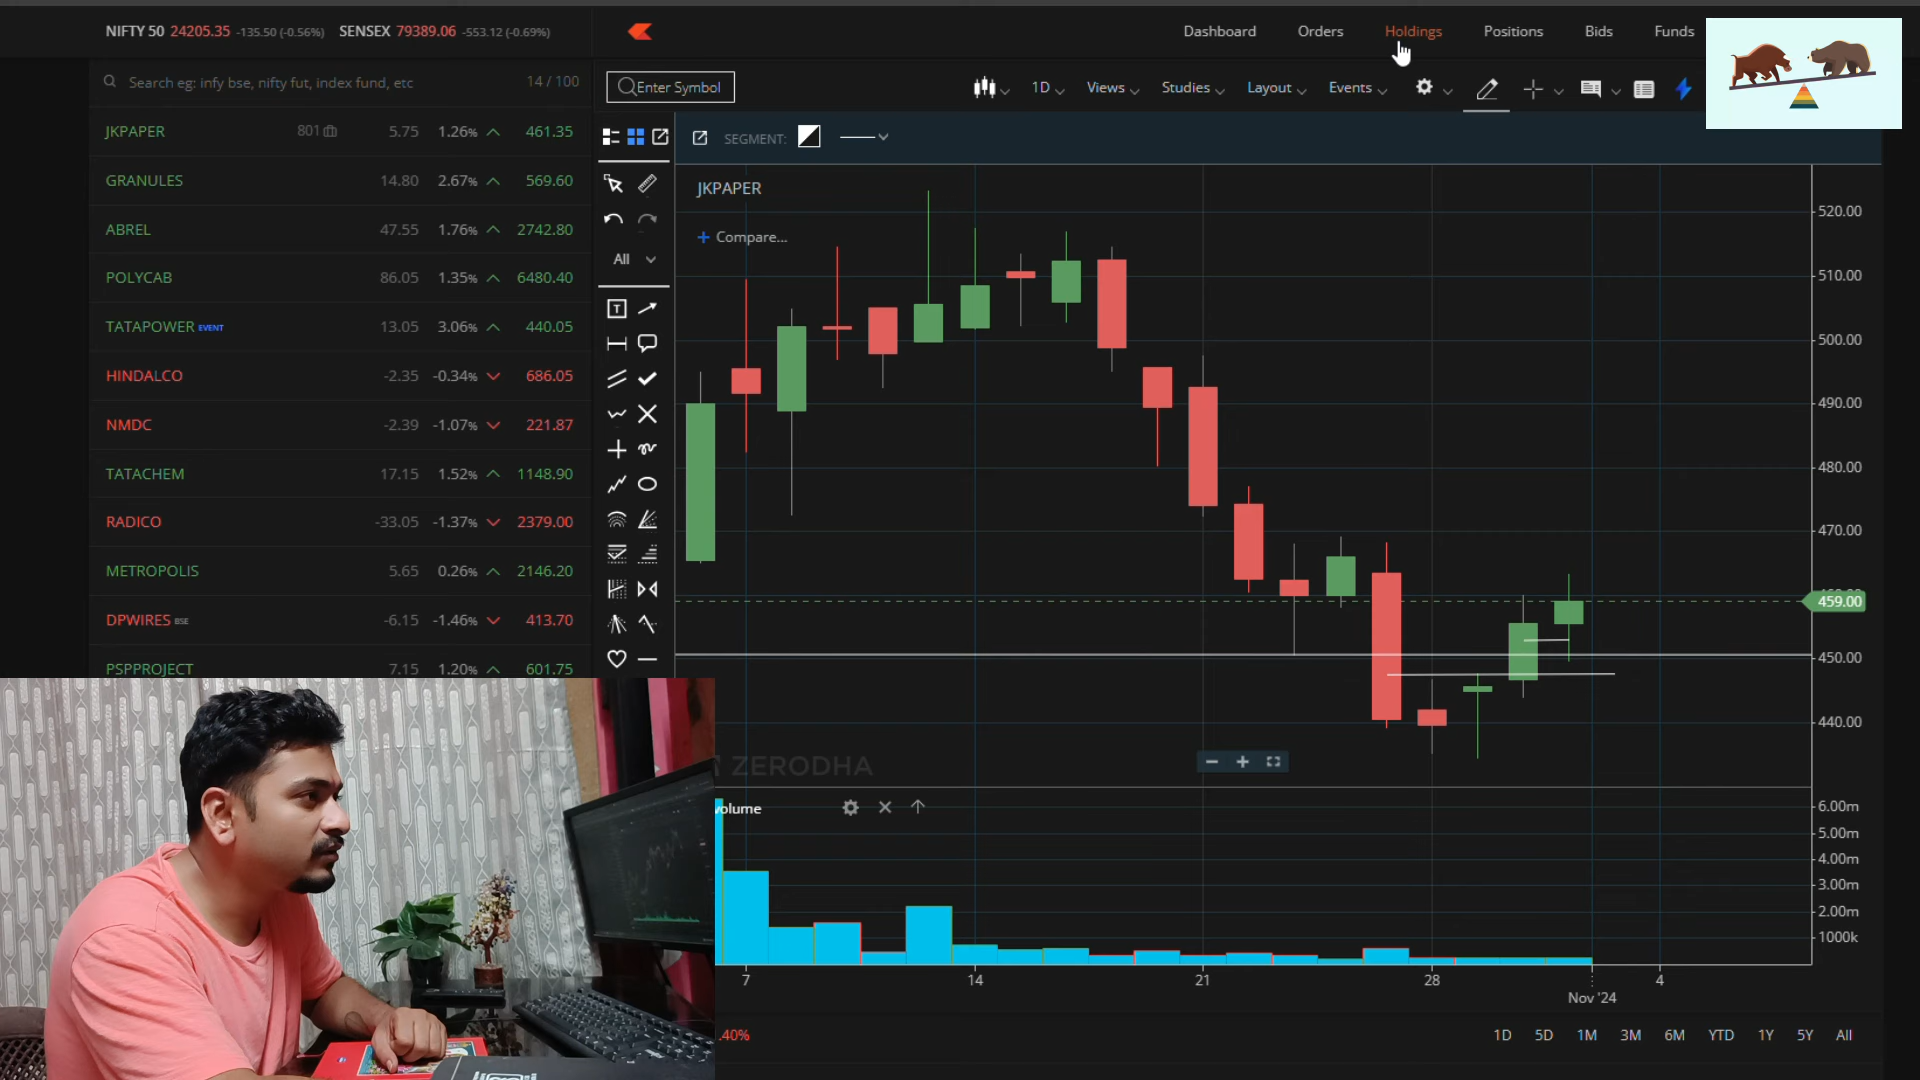 NIFTY 50 24205.35 -135.50 (-0.56%) SENSEX 79389.06 -553.12 (-0.69%)
Dashboard Orders Holdings Positions Bids Funds
Search eg: infy bse, nifty fut, index fund, etc 14 / 100
JKPAPER 801 5.75 1.26% 461.35
GRANULES 14.80 2.67% 569.60
ABREL 47.55 1.76% 2742.80
POLYCAB 86.05 1.35% 6480.40
TATAPOWER EVENT 13.05 3.06% 440.05
HINDALCO -2.35 -0.34% 686.05
NMDC -2.39 -1.07% 221.87
TATACHEM 17.15 1.52% 1148.90
RADICO -33.05 -1.37% 2379.00
METROPOLIS 5.65 0.26% 2146.20
DPWIRES BSE -6.15 -1.46% 413.70
PSPPROJECT 7.15 1.20% 601.75
Enter Symbol 1D Views Studies Layout Events
SEGMENT:
All
T
JKPAPER
Compare...
520.00
510.00
500.00
490.00
480.00
470.00
459.00
450.00
440.00
ZERODHA
volume
6.00m
5.00m
4.00m
3.00m
2.00m
1000k
7 14 21 28 4
Nov '24
.40%
1D 5D 1M 3M 6M YTD 1Y 5Y All